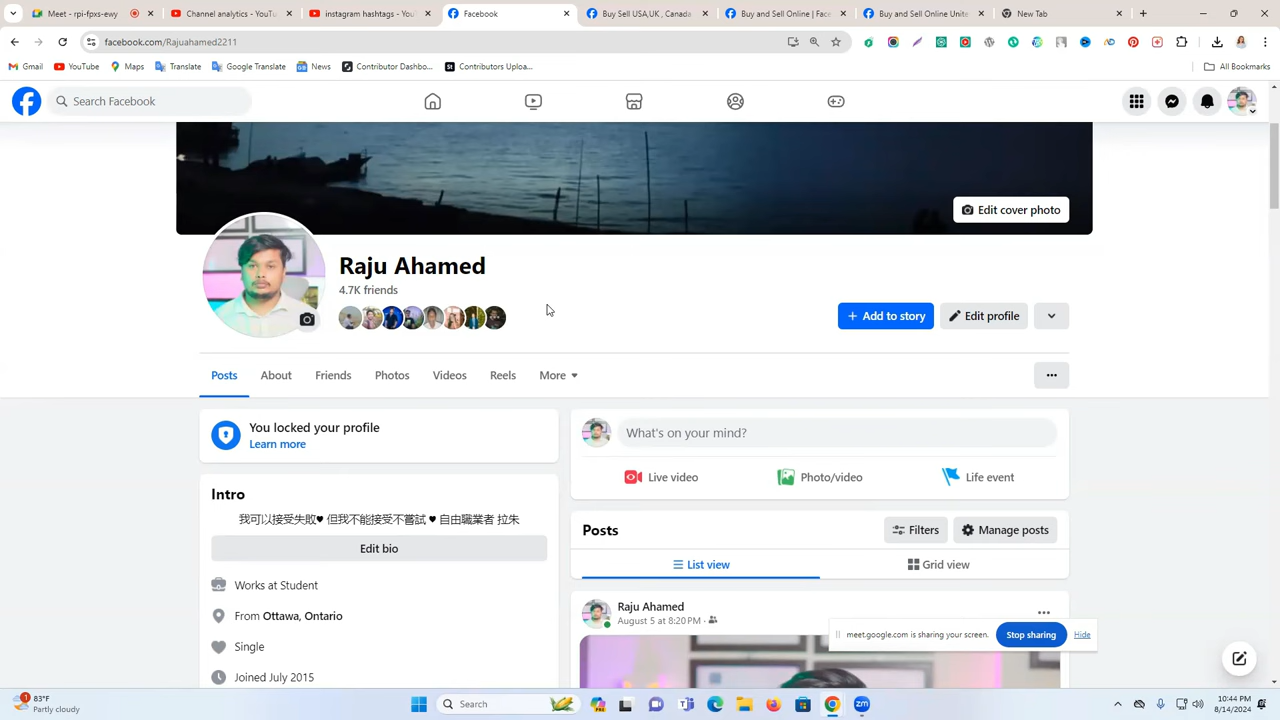 Meet - rpi-fpxs-ewy
Channel analytics - YouTu
instagram hashtags - You
Facebook
Buy Sell USA,UK , Canada
Buy and Sell Online | Face
Buy and Sell Online Unite
New Tab
facebook.com/Rajuahamed2211
Gmail
YouTube
Maps
Translate
Google Translate
News
Contributor Dashbo...
St Contributors Uploa...
All Bookmarks
Search Facebook
Edit cover photo
Raju Ahamed
4.7K friends
+ Add to story
Edit profile
Posts
About
Friends
Photos
Videos
Reels
More
You locked your profile
Learn more
What's on your mind?
Live video
Photo/video
Life event
Intro
我可以接受失敗♥ 但我不能接受不嘗試 ♥ 自由職業者 拉朱
Edit bio
Works at Student
From Ottawa, Ontario
Single
Joined July 2015
Posts
Filters
Manage posts
List view
Grid view
Raju Ahamed
August 5 at 8:20 PM ·
meet.google.com is sharing your screen.
Stop sharing
Hide
1
83°F
Partly cloudy
Search
zm
10:44 PM
8/14/2024